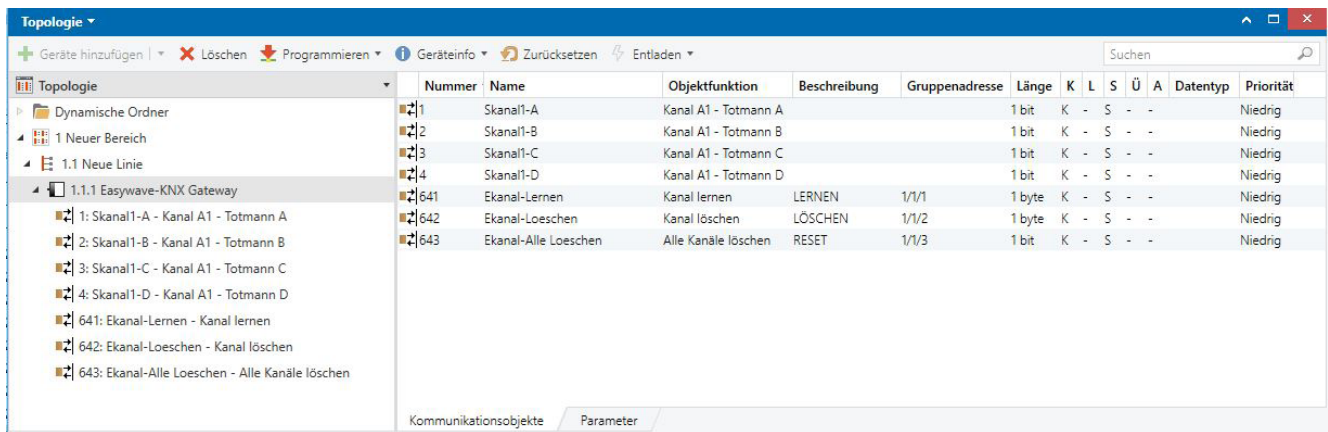 Topologie
Geräte hinzufügen Löschen Programmieren Geräteinfo Zurücksetzen Entladen Suchen
Topologie
Dynamische Ordner
1 Neuer Bereich
1.1 Neue Linie
1.1.1 Easywave-KNX Gateway
1: Skanal1-A - Kanal A1 - Totmann A
2: Skanal1-B - Kanal A1 - Totmann B
3: Skanal1-C - Kanal A1 - Totmann C
4: Skanal1-D - Kanal A1 - Totmann D
641: Ekanal-Lernen - Kanal lernen
642: Ekanal-Loeschen - Kanal löschen
643: Ekanal-Alle Loeschen - Alle Kanäle löschen
Nummer Name Objektfunktion Beschreibung Gruppenadresse Länge K L S Ü A Datentyp Priorität
1 Skanal1-A Kanal A1 - Totmann A 1 bit K - S - - Niedrig
2 Skanal1-B Kanal A1 - Totmann B 1 bit K - S - - Niedrig
3 Skanal1-C Kanal A1 - Totmann C 1 bit K - S - - Niedrig
4 Skanal1-D Kanal A1 - Totmann D 1 bit K - S - - Niedrig
641 Ekanal-Lernen Kanal lernen LERNEN 1/1/1 1 byte K - S - - Niedrig
642 Ekanal-Loeschen Kanal löschen LÖSCHEN 1/1/2 1 byte K - S - - Niedrig
643 Ekanal-Alle Loeschen Alle Kanäle löschen RESET 1/1/3 1 bit K - S - - Niedrig
Kommunikationsobjekte Parameter